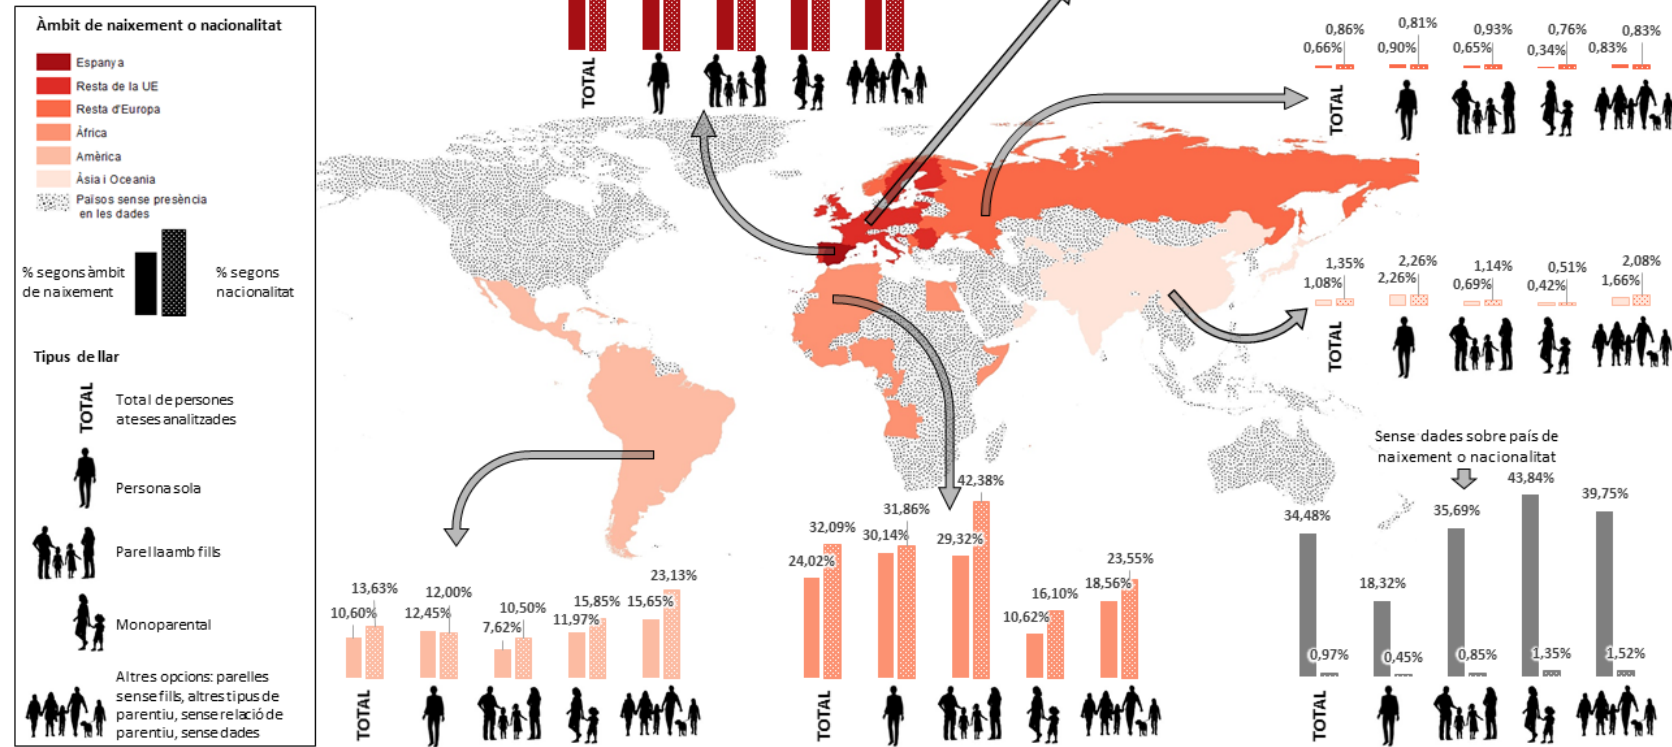 Àmbit de naixement o nacionalitat
Espanya
Resta de la UE
Resta d'Europa
Àfrica
Amèrica
Àsia i Oceania
Països sense presència
en les dades
% segons àmbit
de naixement
% segons
nacionalitat
Tipus de llar
TOTAL
Total de persones
ateses analitzades
Persona sola
Parella amb fills
Monoparental
Altres opcions: parelles
sense fills, altres tipus de
parentiu, sense relació de
parentiu, sense dades
TOTAL
0,86% 0,81% 0,93% 0,76% 0,83%
0,66% 0,90% 0,65% 0,34% 0,83%
TOTAL
1,35% 2,26% 1,14% 0,51% 2,08%
1,08% 2,26% 0,69% 0,42% 1,66%
TOTAL
13,63% 12,00% 10,50% 15,85% 23,13%
10,60% 12,45% 7,62% 11,97% 15,65%
TOTAL
32,09% 31,86% 42,38% 16,10% 23,55%
24,02% 30,14% 29,32% 10,62% 18,56%
TOTAL
Sense dades sobre país de
naixement o nacionalitat
34,48% 18,32% 35,69% 43,84% 39,75%
0,97% 0,45% 0,85% 1,35% 1,52%
TOTAL